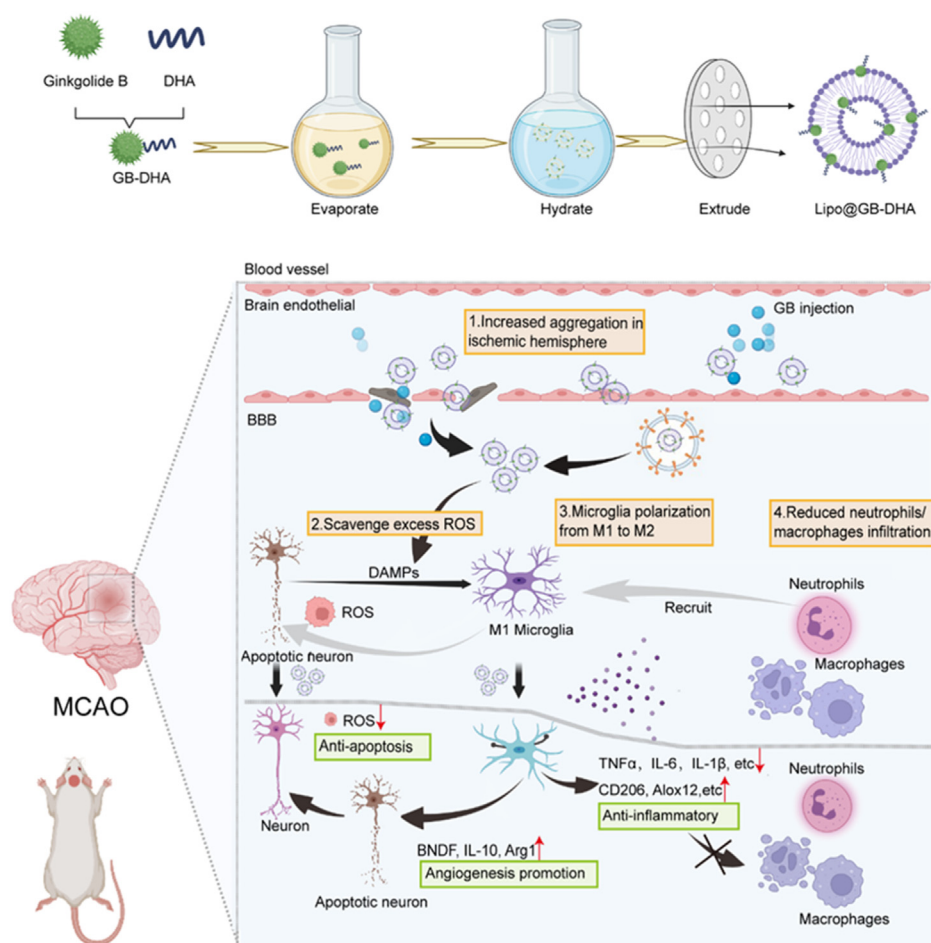 Ginkgolide B
DHA
GB-DHA
Evaporate
Hydrate
Extrude
Lipo@GB-DHA
Blood vessel
Brain endothelial
GB injection
1.Increased aggregation in
ischemic hemisphere
BBB
2.Scavenge excess ROS
3.Microglia polarization
from M1 to M2
4.Reduced neutrophils/
macrophages infiltration
DAMPs
ROS
Apoptotic neuron
M1 Microglia
Recruit
Neutrophils
Macrophages
MCAO
ROS
Anti-apoptosis
Neuron
TNFα, IL-6, IL-1β, etc
CD206, Alox12,etc
Anti-inflammatory
Neutrophils
BNDF, IL-10, Arg1
Angiogenesis promotion
Apoptotic neuron
Macrophages